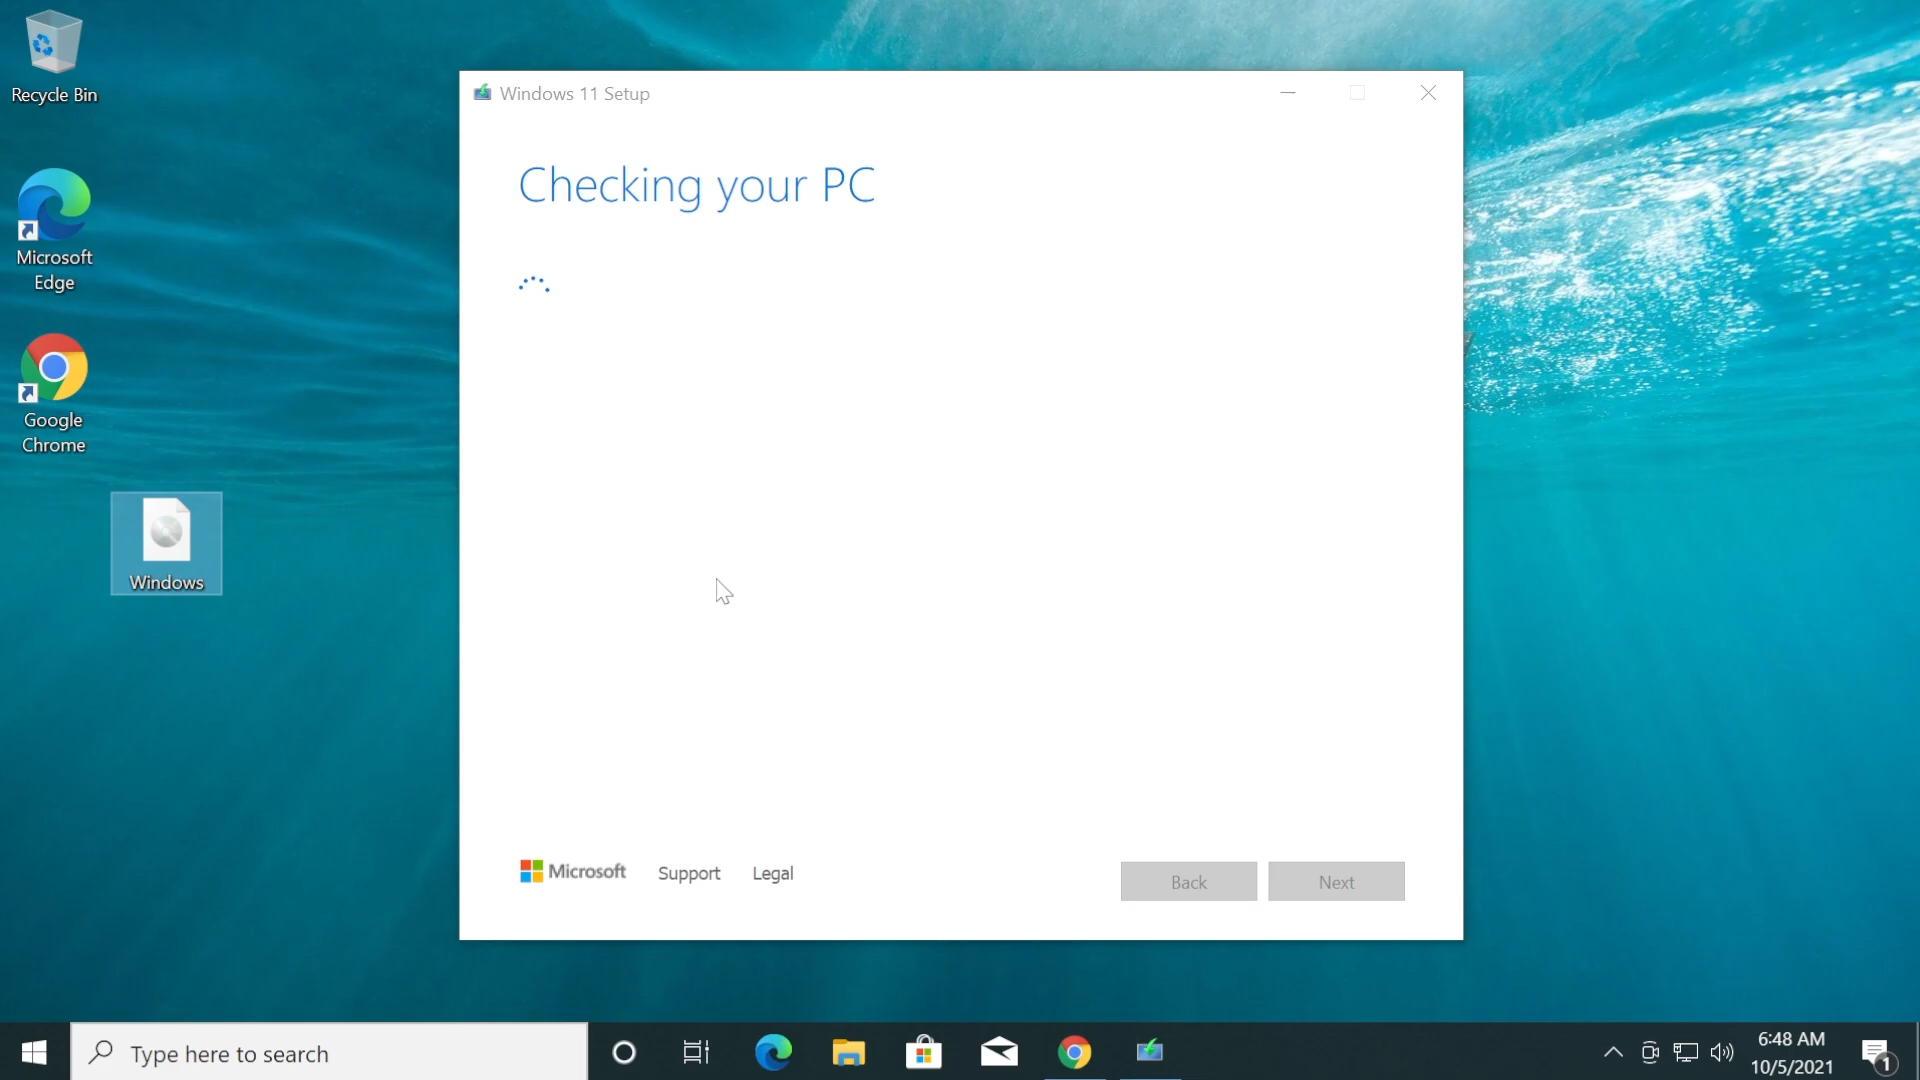 Recycle Bin
Microsoft
Edge
Google
Chrome
Windows
Windows 11 Setup
Checking your PC
Microsoft
Support
Legal
Back
Next
Type here to search
6:48 AM
10/5/2021
1